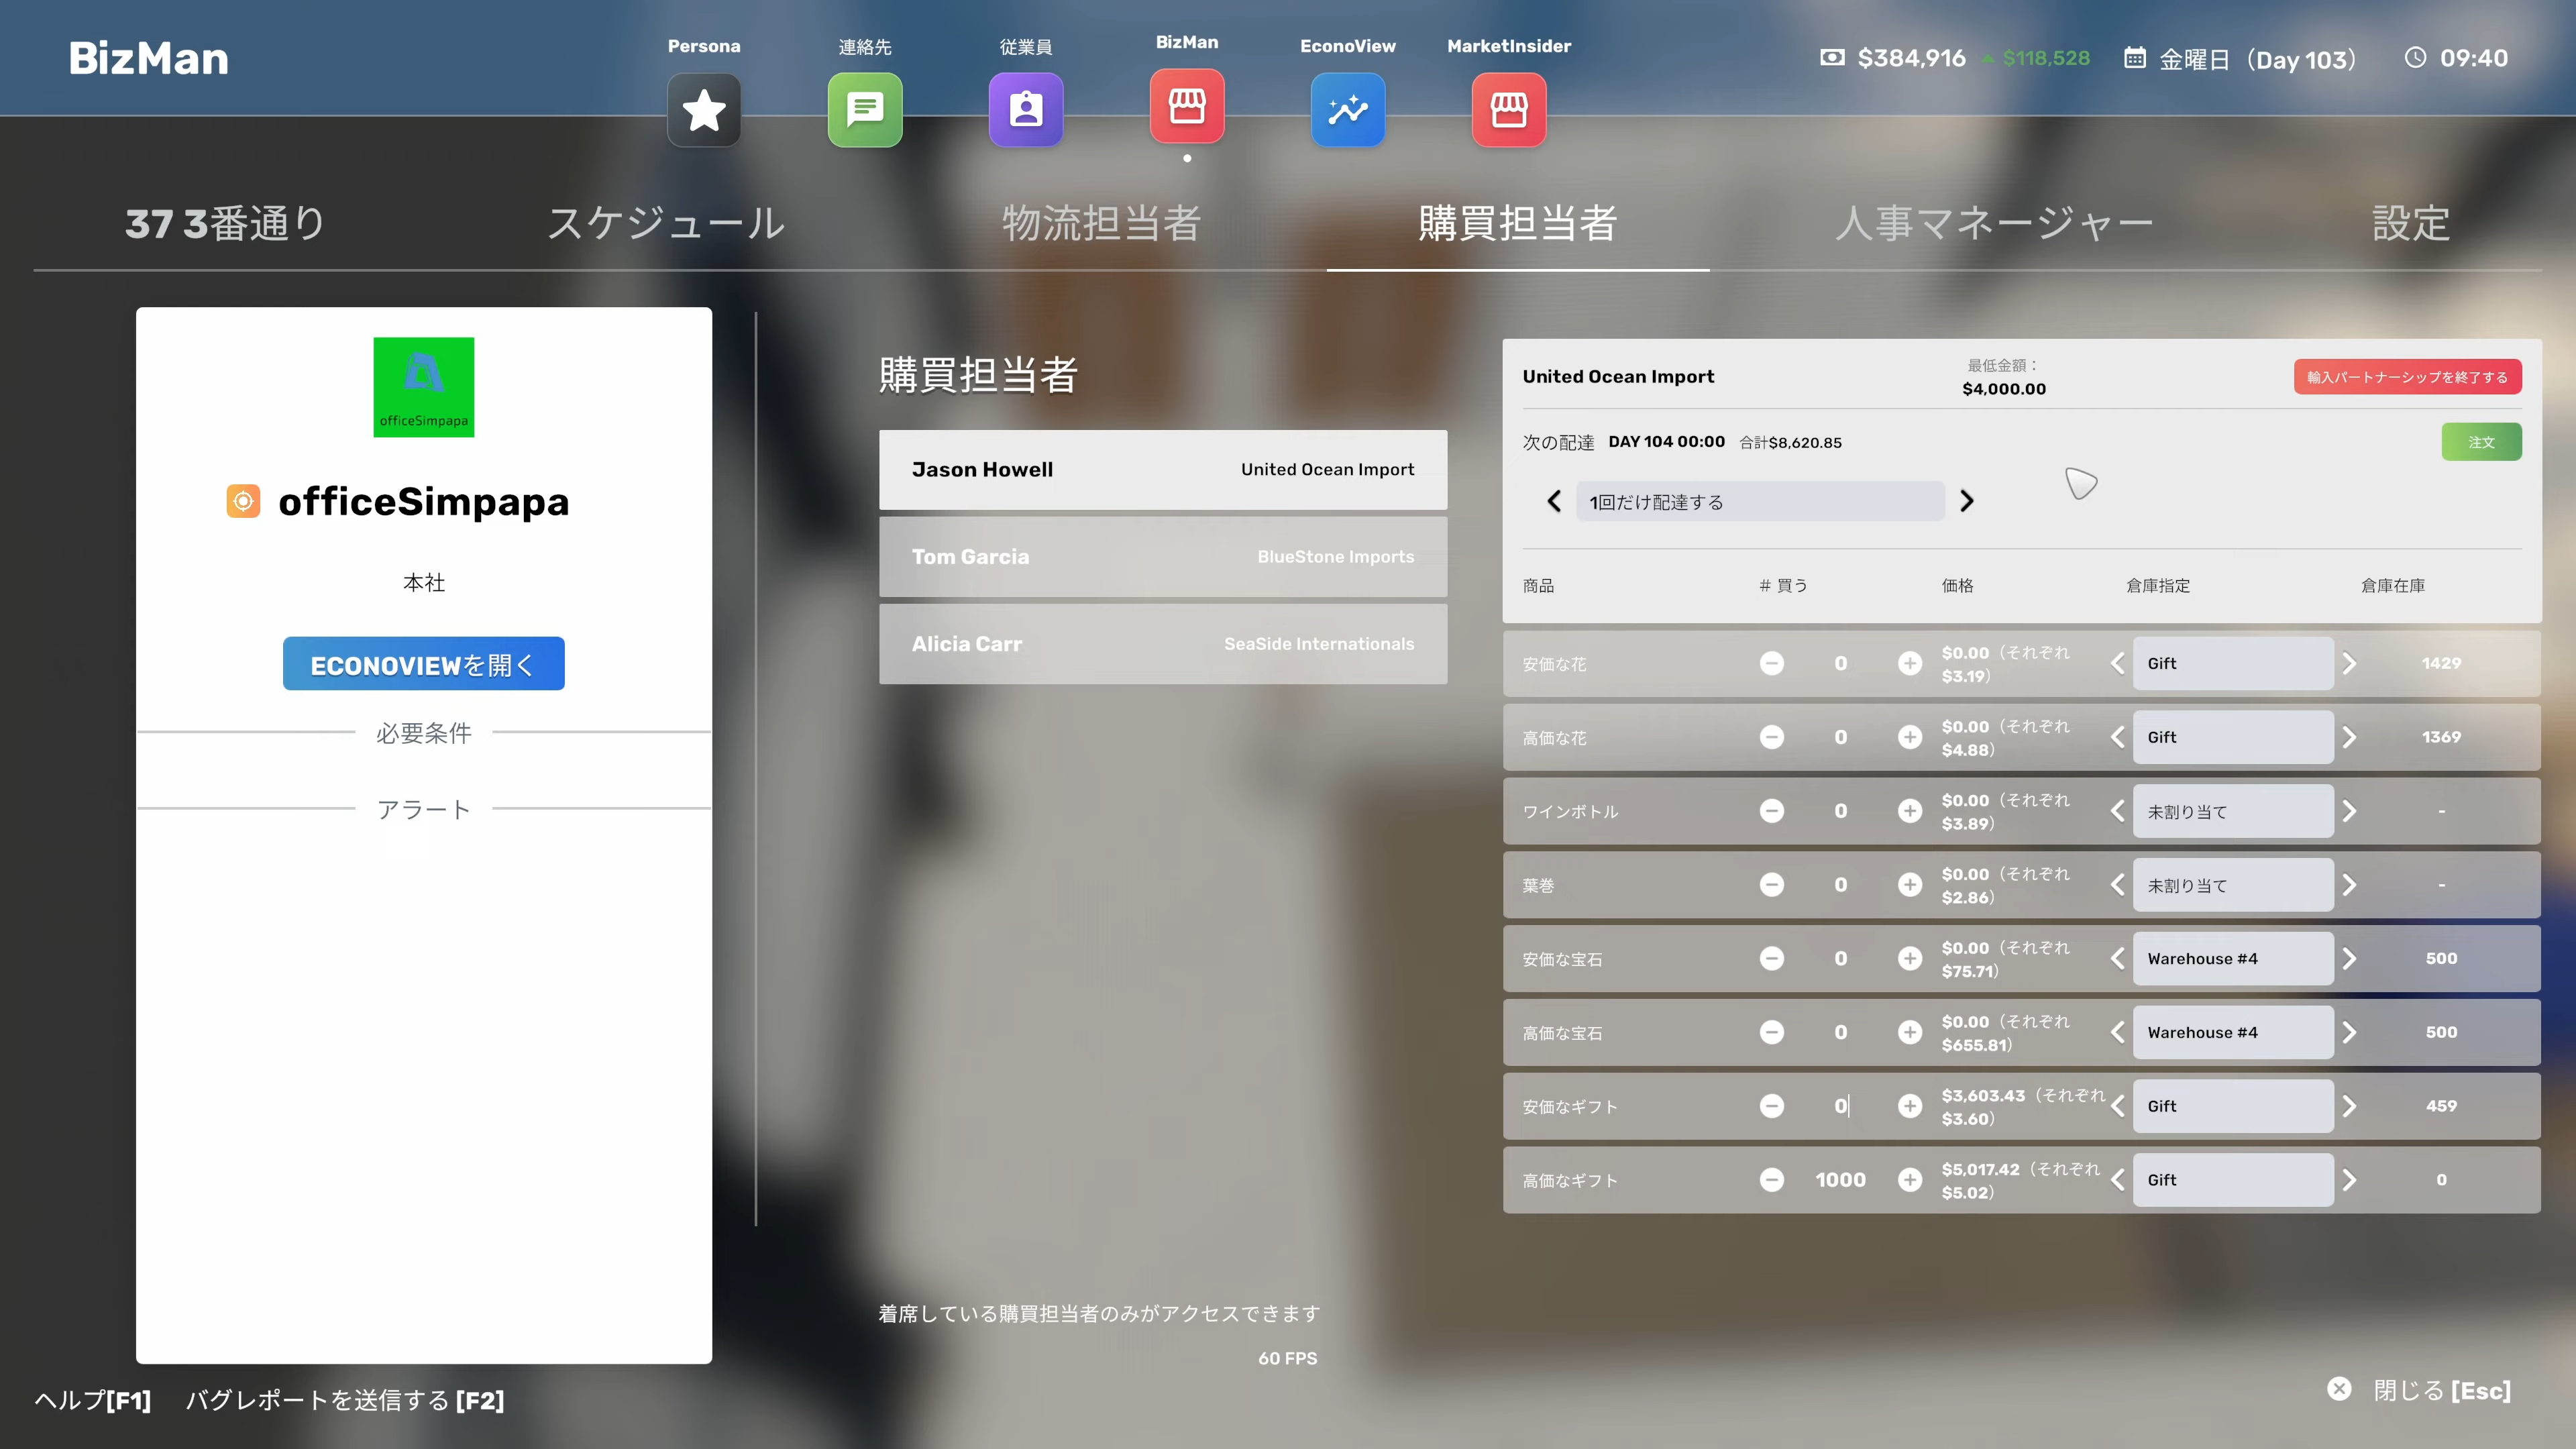 BizMan
Persona
連絡先
従業員
BizMan
EconoView
MarketInsider
$384,916
$118,528
金曜日（Day 103）
09:40
37 3番通り
スケジュール
物流担当者
購買担当者
人事マネージャー
設定
officeSimpapa
officeSimpapa
本社
ECONOVIEWを開く
必要条件
アラート
購買担当者
Jason Howell United Ocean Import
Tom Garcia BlueStone Imports
Alicia Carr SeaSide Internationals
着席している購買担当者のみがアクセスできます
60 FPS
United Ocean Import
最低金額：
$4,000.00
輸入パートナーシップを終了する
次の配達 DAY 104 00:00 合計$8,620.85
注文
1回だけ配達する
商品 # 買う 価格 倉庫指定 倉庫在庫
安価な花 0 $0.00（それぞれ
$3.19） Gift 1429
高価な花 0 $0.00（それぞれ
$4.88） Gift 1369
ワインボトル 0 $0.00（それぞれ
$3.89） 未割り当て -
葉巻 0 $0.00（それぞれ
$2.86） 未割り当て -
安価な宝石 0 $0.00（それぞれ
$75.71） Warehouse #4 500
高価な宝石 0 $0.00（それぞれ
$655.81） Warehouse #4 500
安価なギフト 0 $3,603.43（それぞれ
$3.60） Gift 459
高価なギフト 1000 $5,017.42（それぞれ
$5.02） Gift 0
ヘルプ[F1]
バグレポートを送信する [F2]
閉じる [Esc]